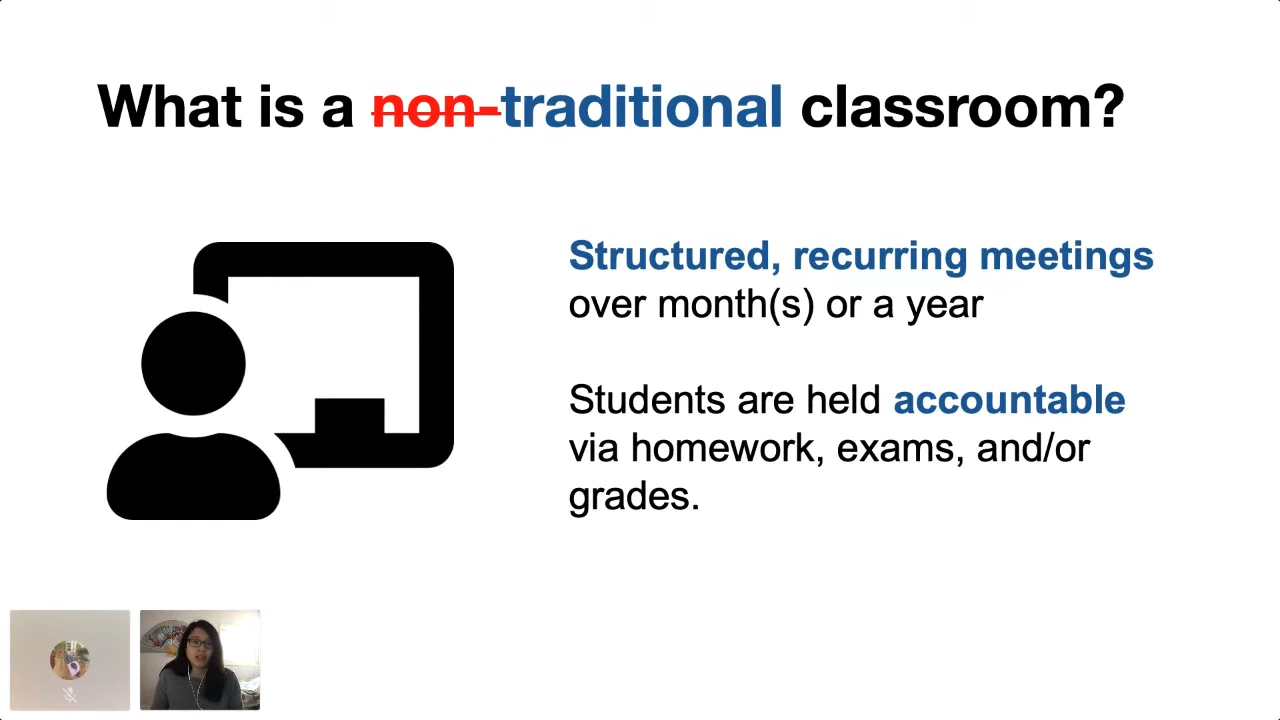 What is a non-traditional classroom?
Structured, recurring meetings
over month(s) or a year
Students are held accountable
via homework, exams, and/or
grades.